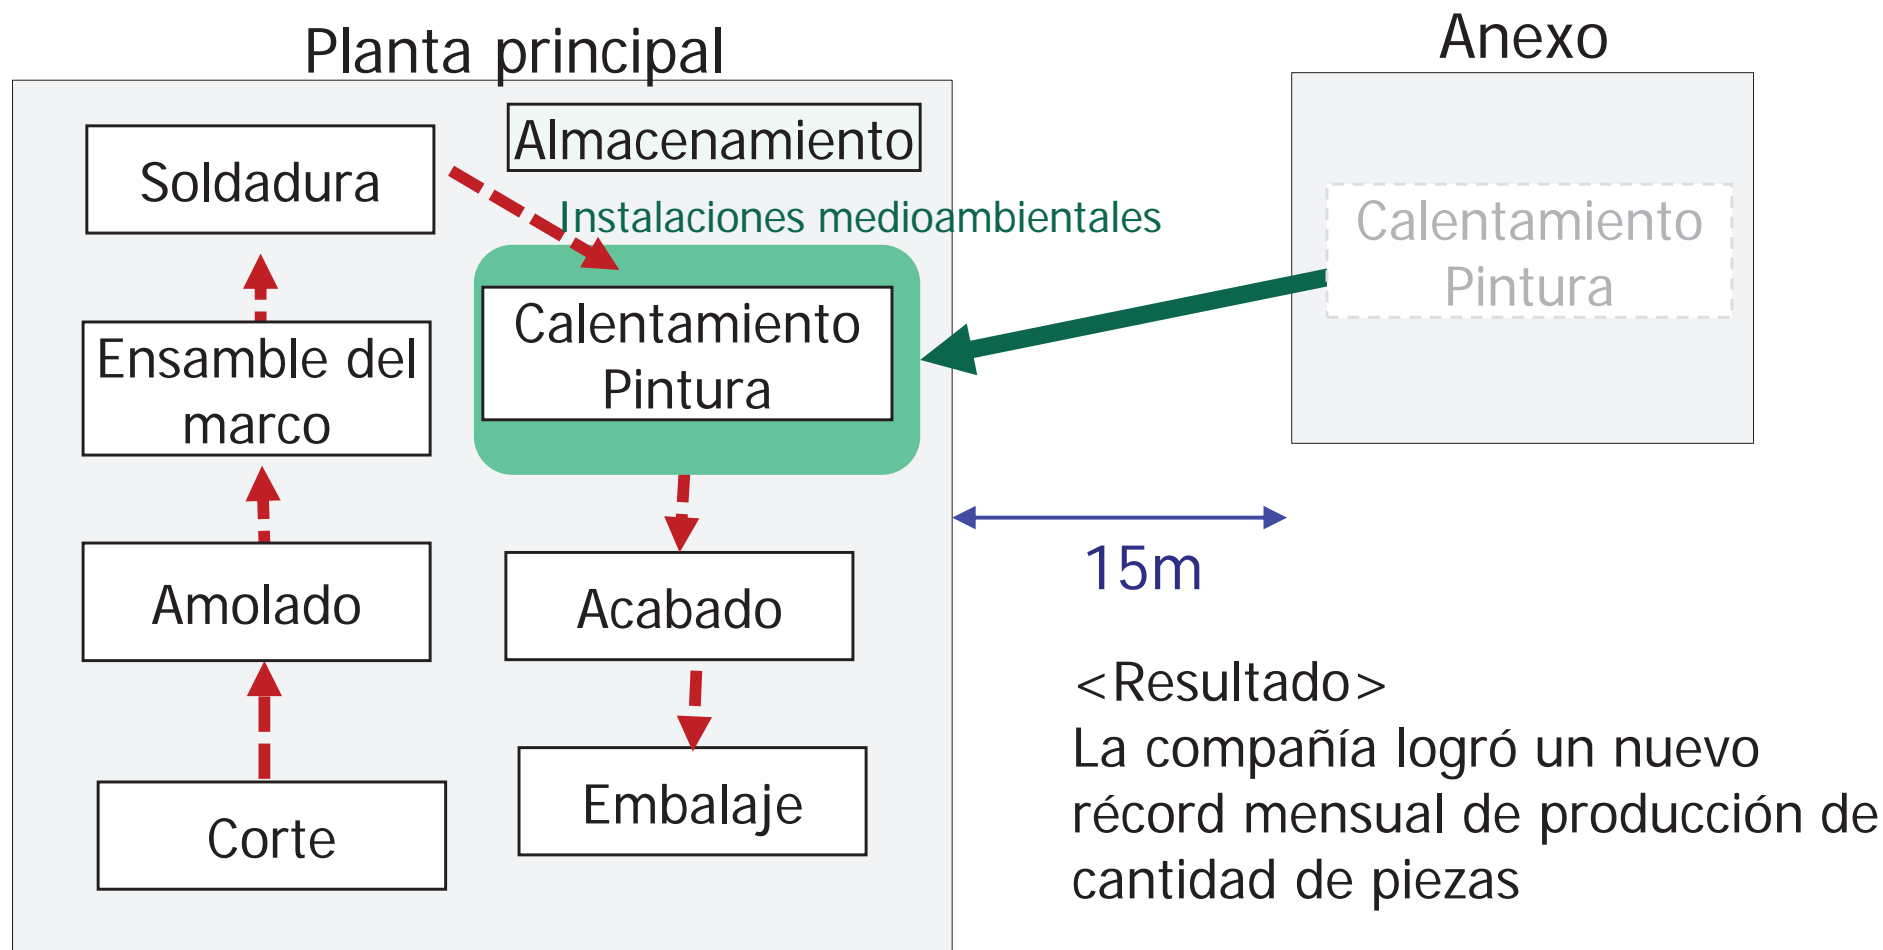 Planta principal
Anexo
Almacenamiento
Soldadura
Instalaciones medioambientales
Calentamiento
Pintura
Calentamiento
Pintura
Ensamble del
marco
Amolado
Acabado
15m
Corte
Embalaje
<Resultado>
La compañía logró un nuevo
récord mensual de producción de
cantidad de piezas